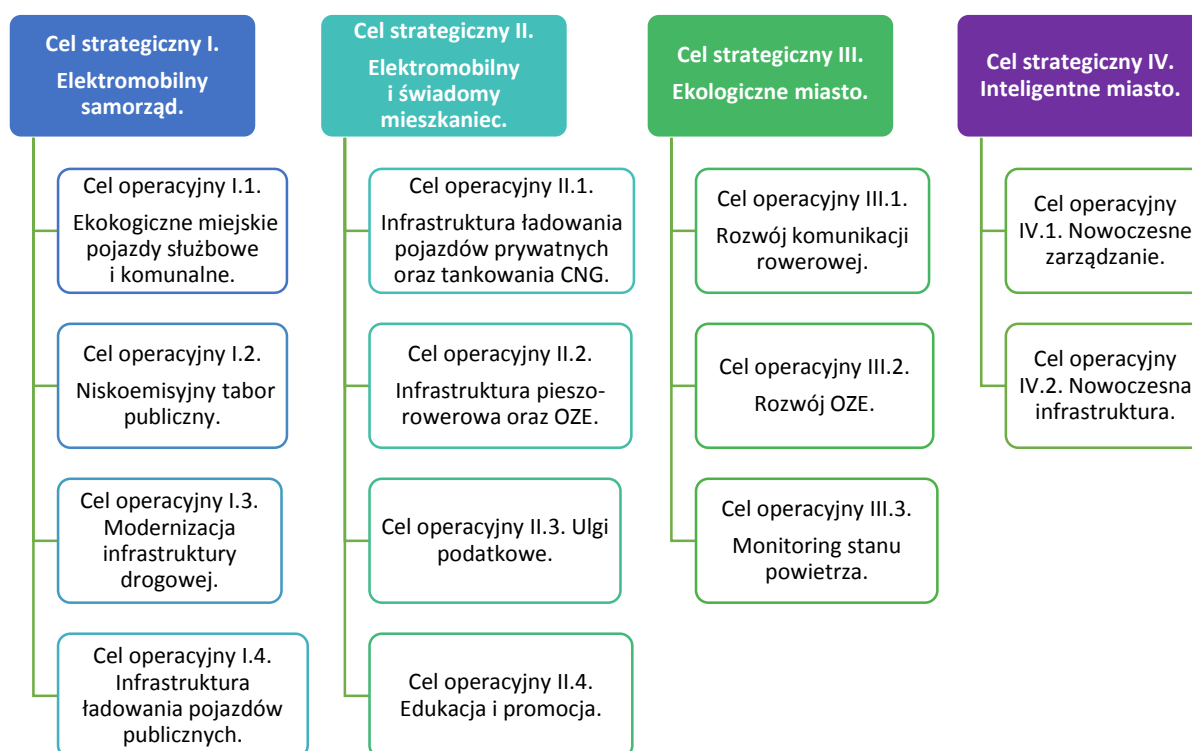 Cel strategiczny I.
Elektromobilny
samorząd.
Cel operacyjny I.1.
Ekokogiczne miejskie
pojazdy służbowe
i komunalne.
Cel operacyjny I.2.
Niskoemisyjny tabor
publiczny.
Cel operacyjny I.3.
Modernizacja
infrastruktury
drogowej.
Cel operacyjny I.4.
Infrastruktura
ładowania pojazdów
publicznych.
Cel strategiczny II.
Elektromobilny
i świadomy
mieszkaniec.
Cel operacyjny II.1.
Infrastruktura ładowania
pojazdów prywatnych
oraz tankowania CNG.
Cel operacyjny II.2.
Infrastruktura pieszo-
rowerowa oraz OZE.
Cel operacyjny II.3. Ulgi
podatkowe.
Cel operacyjny II.4.
Edukacja i promocja.
Cel strategiczny III.
Ekologiczne miasto.
Cel operacyjny III.1.
Rozwój komunikacji
rowerowej.
Cel operacyjny III.2.
Rozwój OZE.
Cel operacyjny III.3.
Monitoring stanu
powietrza.
Cel strategiczny IV.
Inteligentne miasto.
Cel operacyjny
IV.1. Nowoczesne
zarządzanie.
Cel operacyjny
IV.2. Nowoczesna
infrastruktura.